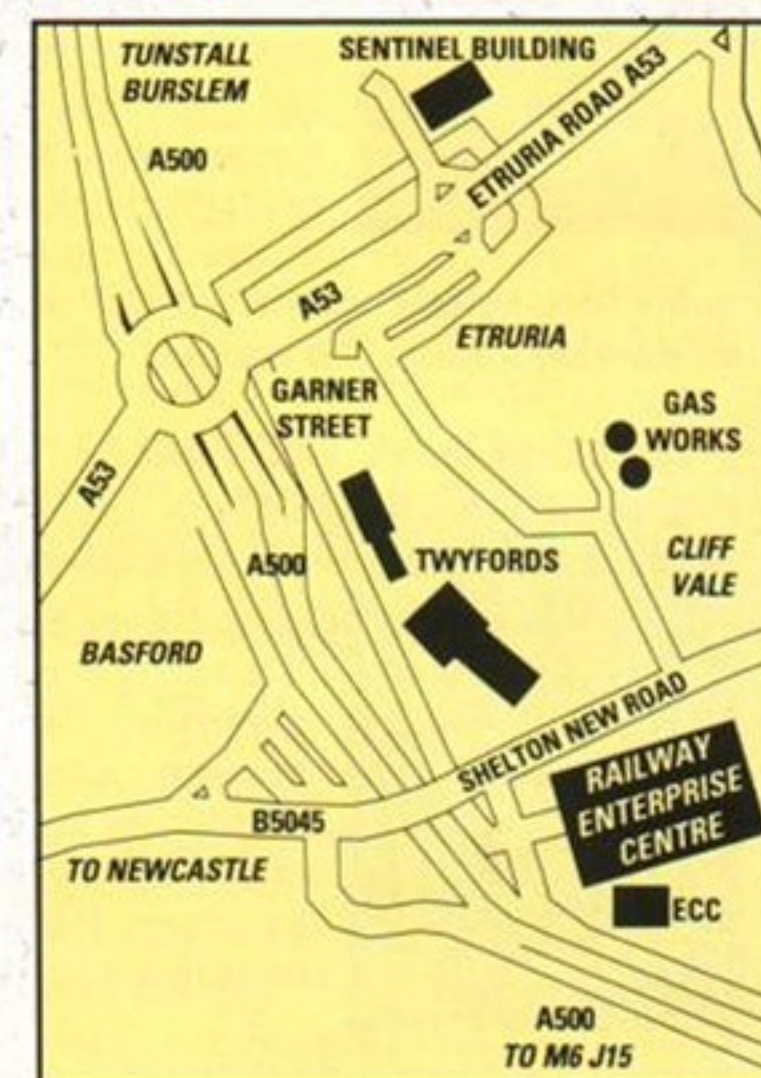 TUNSTALL
BURSLEM
SENTINEL BUILDING
A500
ETRURIA ROAD A53
A53
ETRURIA
GARNER
STREET
GAS
WORKS
A53
A500
TWYFORDS
CLIFF
VALE
BASFORD
SHELTON NEW ROAD
RAILWAY
ENTERPRISE
CENTRE
B5045
TO NEWCASTLE
ECC
A500
TO M6 J15